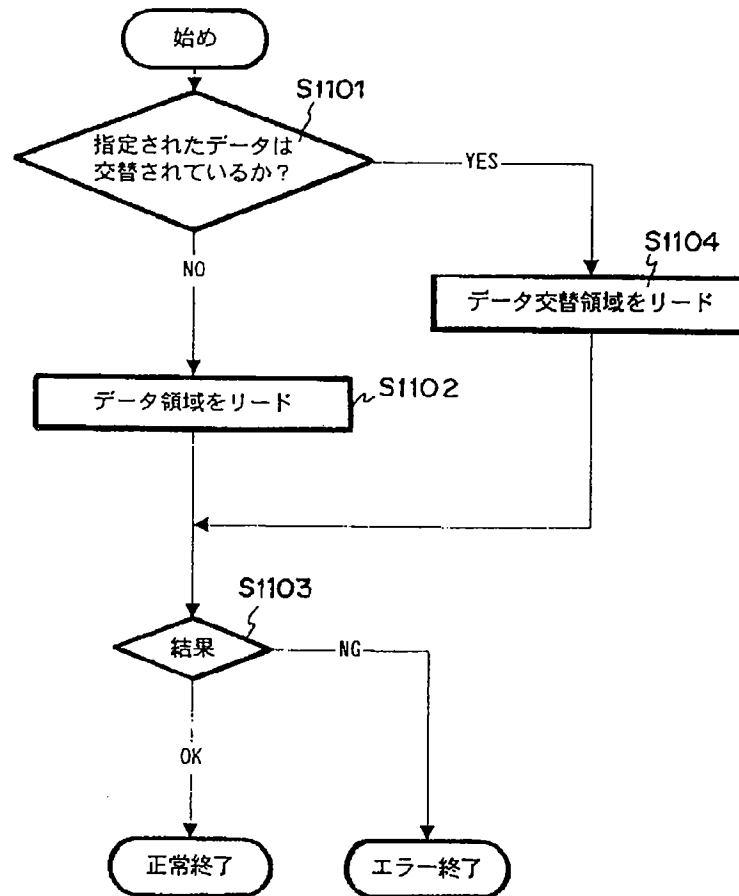 始め
S1101
指定されたデータは
交替されているか？
YES
NO
S1104
データ交替領域をリード
データ領域をリード
S1102
S1103
結果
NG
OK
正常終了
エラー終了